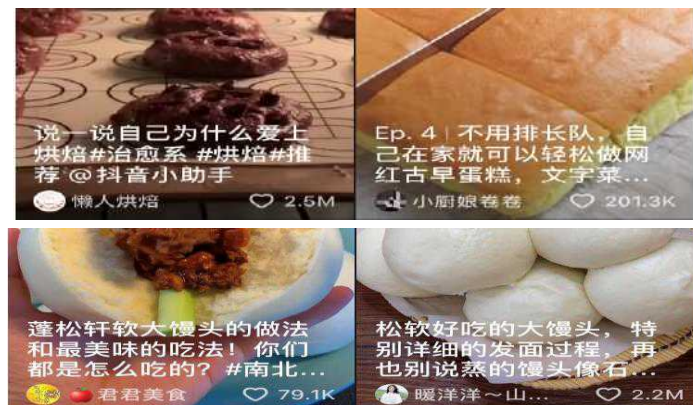 说一说自己为什么爱上
烘焙#治愈系 #烘焙#推
荐 @抖音小助手
懒人烘焙 2.5M
Ep. 4 | 不用排长队，自
己在家就可以轻松做网
红古早蛋糕，文字菜...
小厨娘卷卷 201.3K
蓬松轩软大馒头的做法
和最美味的吃法！你们
都是怎么吃的？#南北...
君君美食 79.1K
松软好吃的大馒头，特
别详细的发面过程，再
也别说蒸的馒头像石...
暖洋洋～山... 2.2M